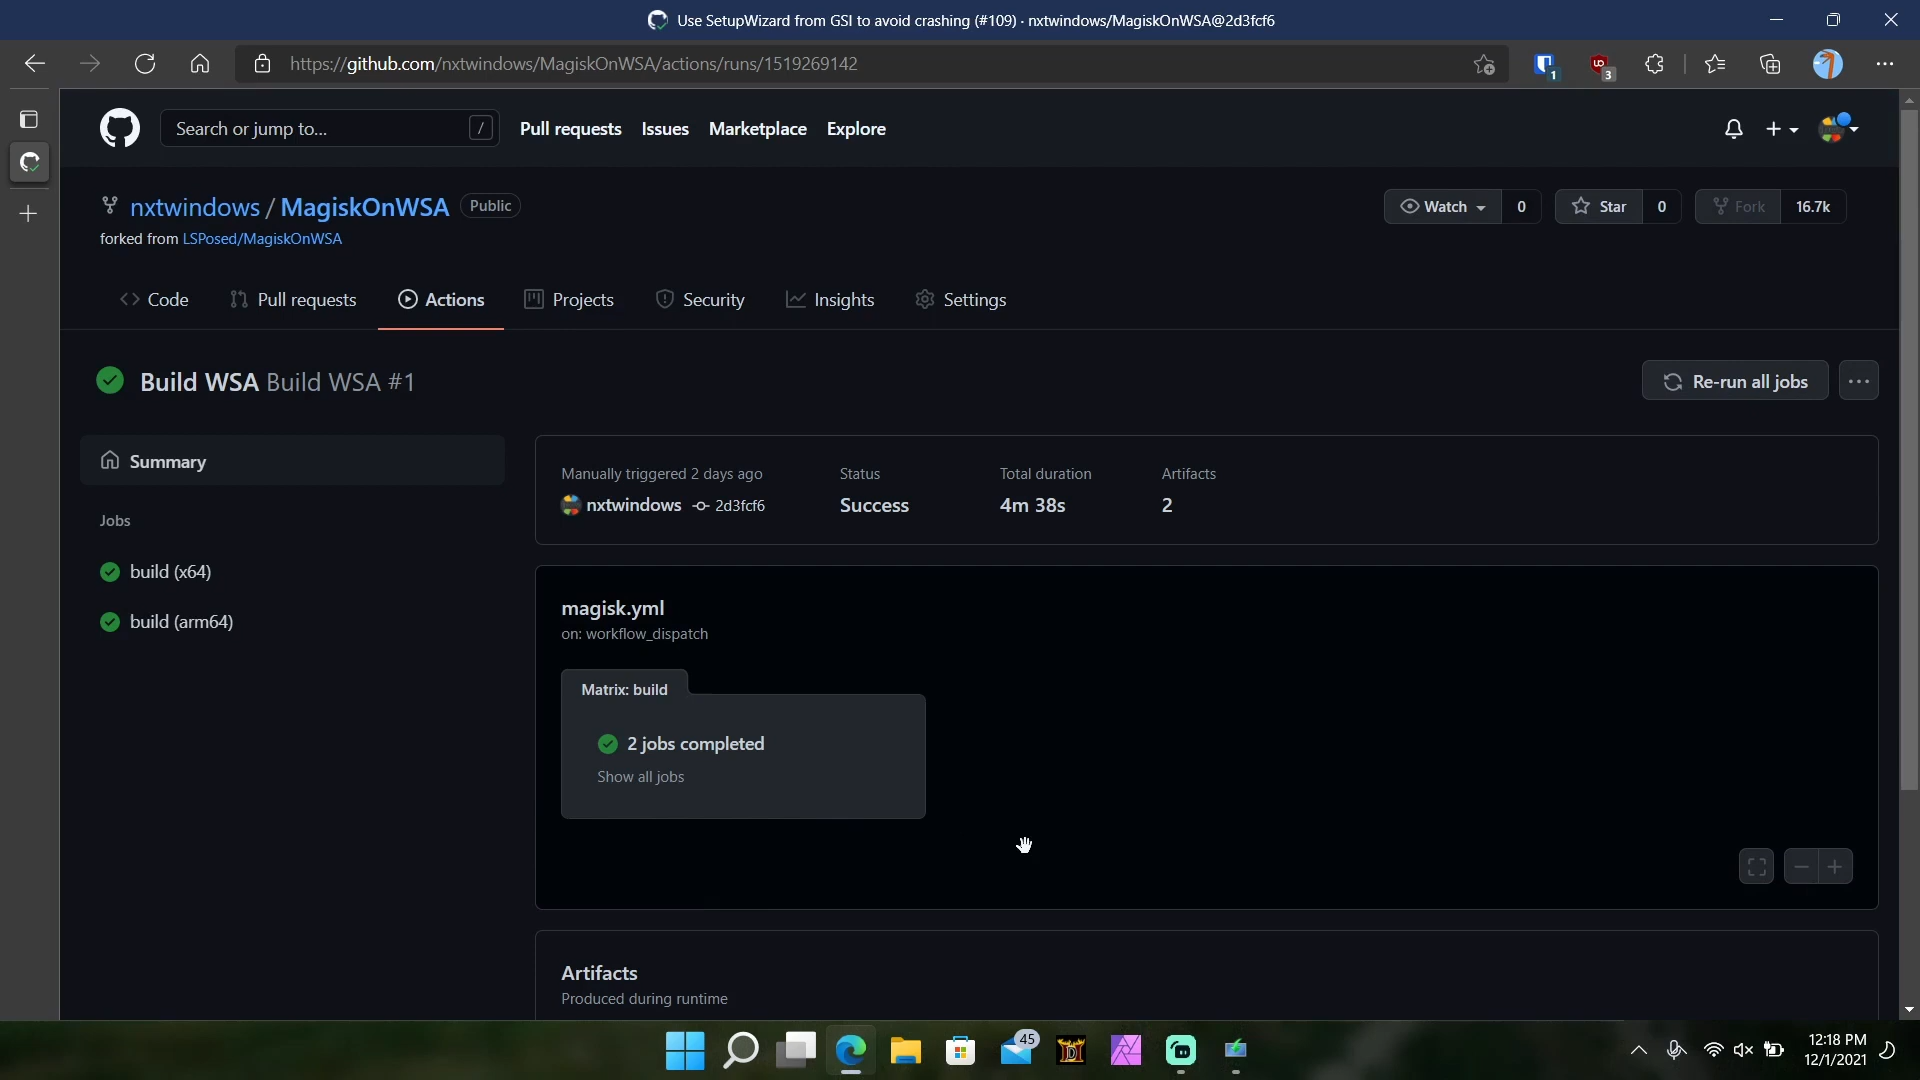 Use SetupWizard from GSI to avoid crashing (#109) · nxtwindows/MagiskOnWSA@2d3fcf6
https://github.com/nxtwindows/MagiskOnWSA/actions/runs/1519269142
1
3
Search or jump to...
/
Pull requests
Issues
Marketplace
Explore
nxtwindows / MagiskOnWSA
Public
Watch
0
Star
0
Fork
16.7k
forked from LSPosed/MagiskOnWSA
Code
Pull requests
Actions
Projects
Security
Insights
Settings
Build WSA Build WSA #1
Re-run all jobs
Summary
Jobs
build (x64)
build (arm64)
Manually triggered 2 days ago
nxtwindows 2d3fcf6
Status
Success
Total duration
4m 38s
Artifacts
2
magisk.yml
on: workflow_dispatch
Matrix: build
2 jobs completed
Show all jobs
Artifacts
Produced during runtime
45
12:18 PM
12/1/2021